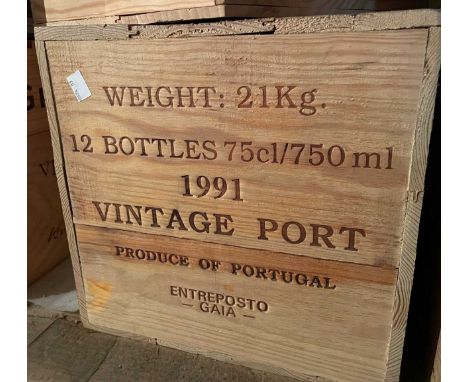 WEIGHT: 21Kg.
12 BOTTLES 75cl/750 ml
1991
VINTAGE PORT
PRODUCE OF PORTUGAL
ENTREPOSTO
— GAIA —